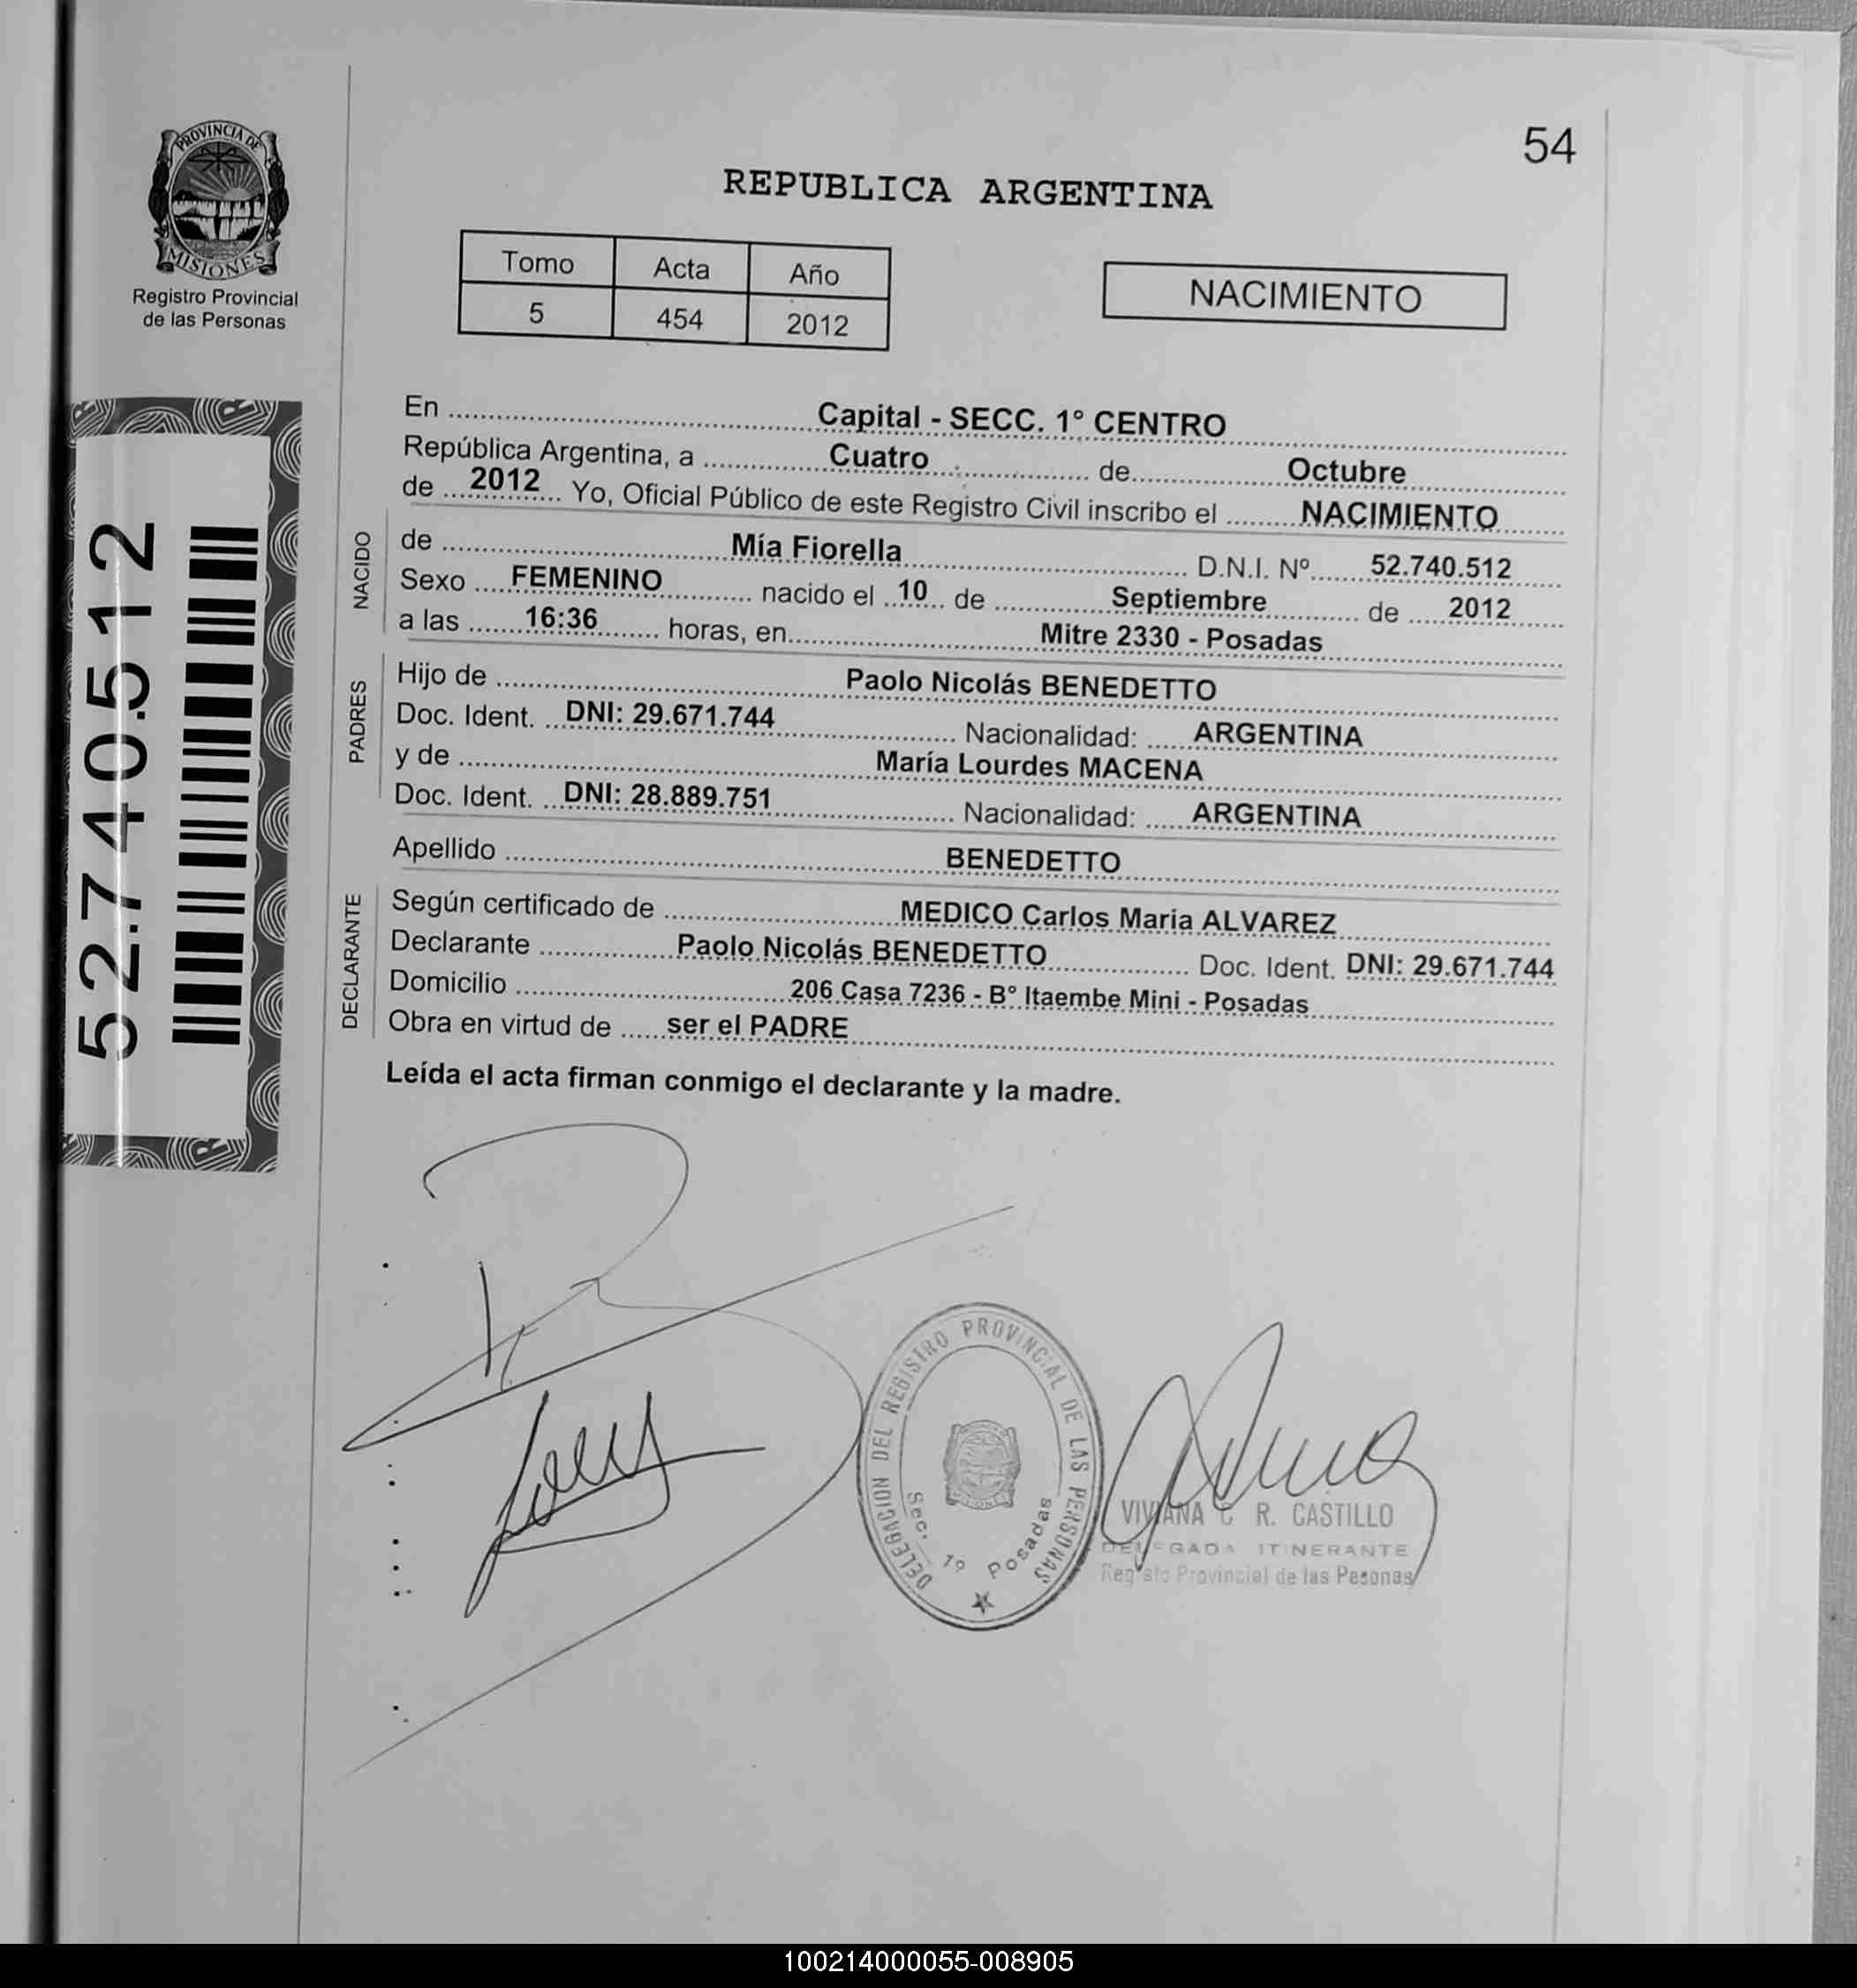 54
PROVINCIA DE
MISIONES
Registro Provincial
de las Personas
REPUBLICA ARGENTINA
Tomo Acta Año
5 454 2012
NACIMIENTO
52.740.512
En Capital - SECC. 1° CENTRO
República Argentina, a Cuatro de Octubre
de 2012 Yo, Oficial Público de este Registro Civil inscribo el NACIMIENTO
NACIDO
de Mía Fiorella D.N.I. Nº 52.740.512
Sexo FEMENINO nacido el 10 de Septiembre de 2012
a las 16:36 horas, en Mitre 2330 - Posadas
PADRES
Hijo de Paolo Nicolás BENEDETTO
Doc. Ident. DNI: 29.671.744 Nacionalidad: ARGENTINA
y de María Lourdes MACENA
Doc. Ident. DNI: 28.889.751 Nacionalidad: ARGENTINA
Apellido BENEDETTO
DECLARANTE
Según certificado de MEDICO Carlos Maria ALVAREZ
Declarante Paolo Nicolás BENEDETTO Doc. Ident. DNI: 29.671.744
Domicilio 206 Casa 7236 - B° Itaembe Mini - Posadas
Obra en virtud de ser el PADRE
Leída el acta firman conmigo el declarante y la madre.
DELEGACION DEL REGISTRO PROVINCIAL DE LAS PERSONAS
Sec. 1º Posadas
VIVIANA C R. CASTILLO
DELEGADA ITINERANTE
Registo Provincial de las Pesonas
100214000055-008905